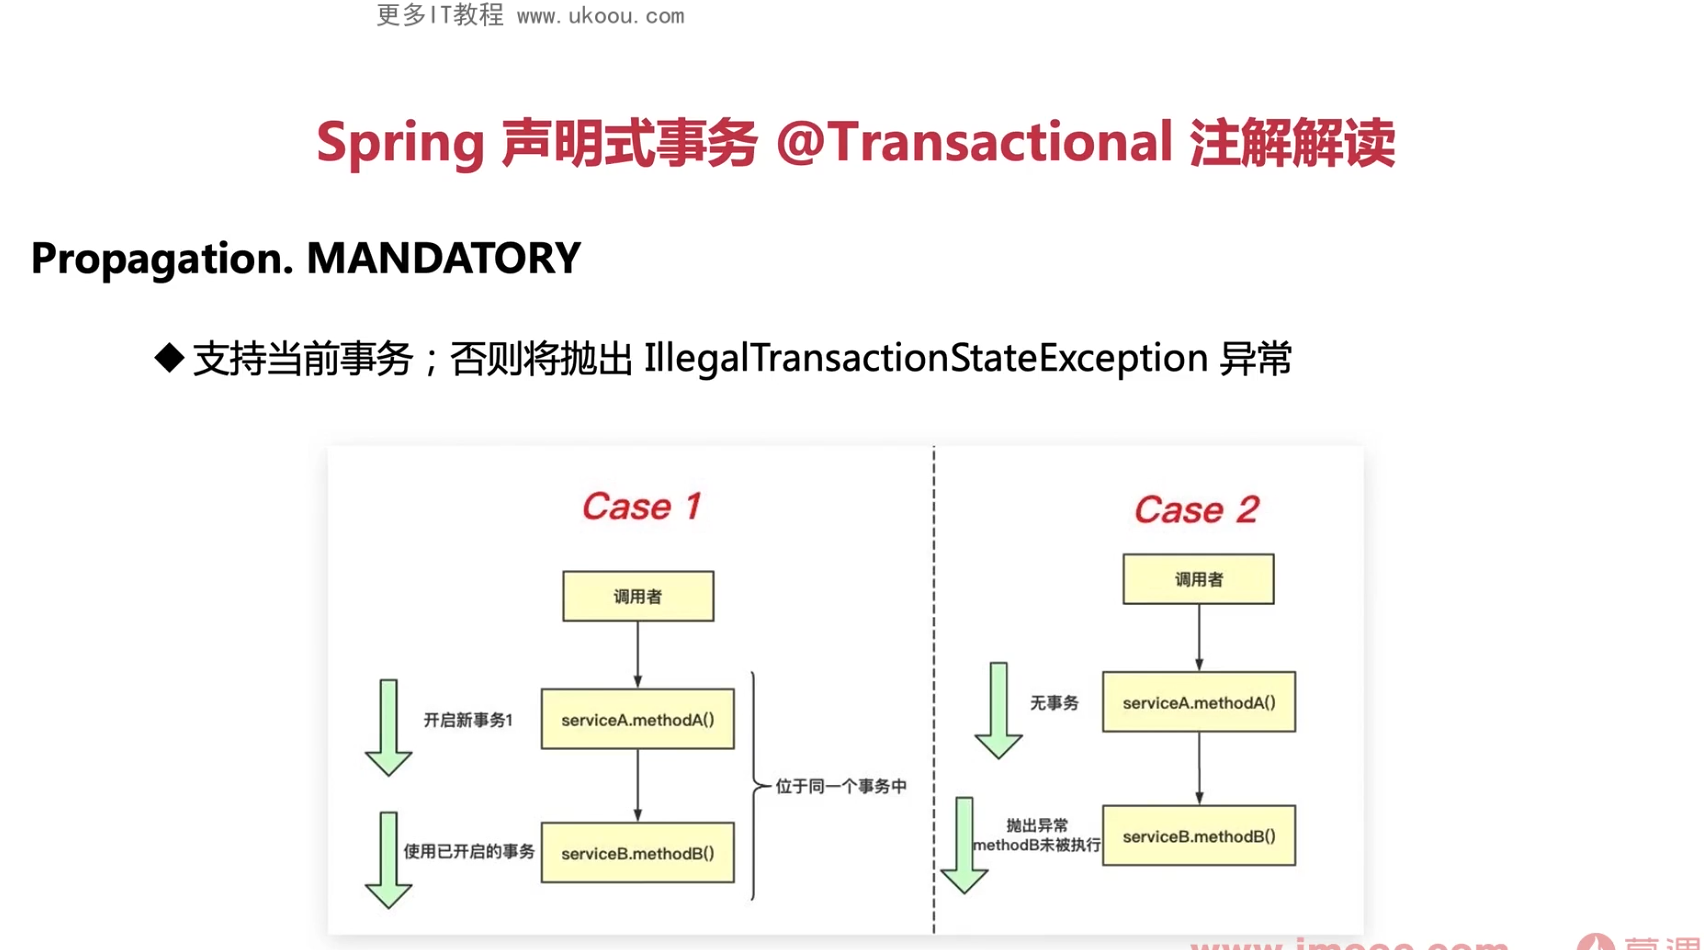 更多IT教程 www.ukoou.com
Spring 声明式事务 @Transactional 注解解读
Propagation. MANDATORY
◆ 支持当前事务；否则将抛出 IllegalTransactionStateException 异常
Case 1
调用者
开启新事务1
serviceA.methodA()
位于同一个事务中
使用已开启的事务
serviceB.methodB()
Case 2
调用者
无事务
serviceA.methodA()
抛出异常
methodB未被执行
serviceB.methodB()